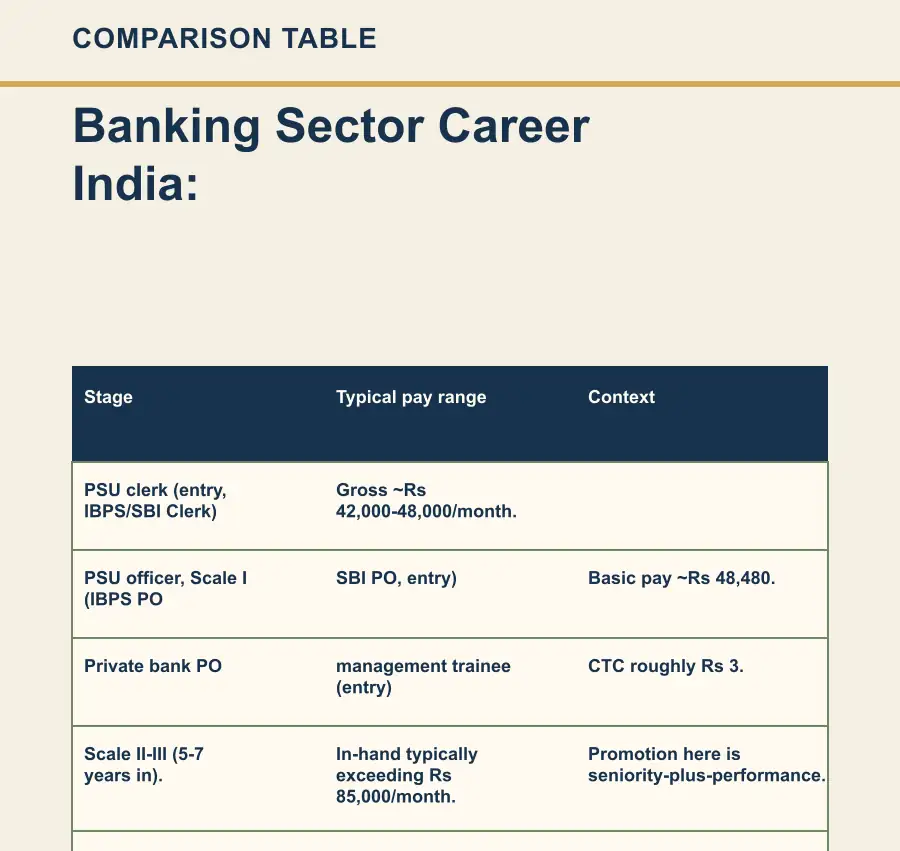 COMPARISON TABLE
Banking Sector Career
India:
Stage
Typical pay range
Context
PSU clerk (entry,
IBPS/SBI Clerk)
Gross ~Rs
42,000-48,000/month.
PSU officer, Scale I
(IBPS PO
SBI PO, entry)
Basic pay ~Rs 48,480.
Private bank PO
management trainee
(entry)
CTC roughly Rs 3.
Scale II-III (5-7
years in).
In-hand typically
exceeding Rs
85,000/month.
Promotion here is
seniority-plus-performance.